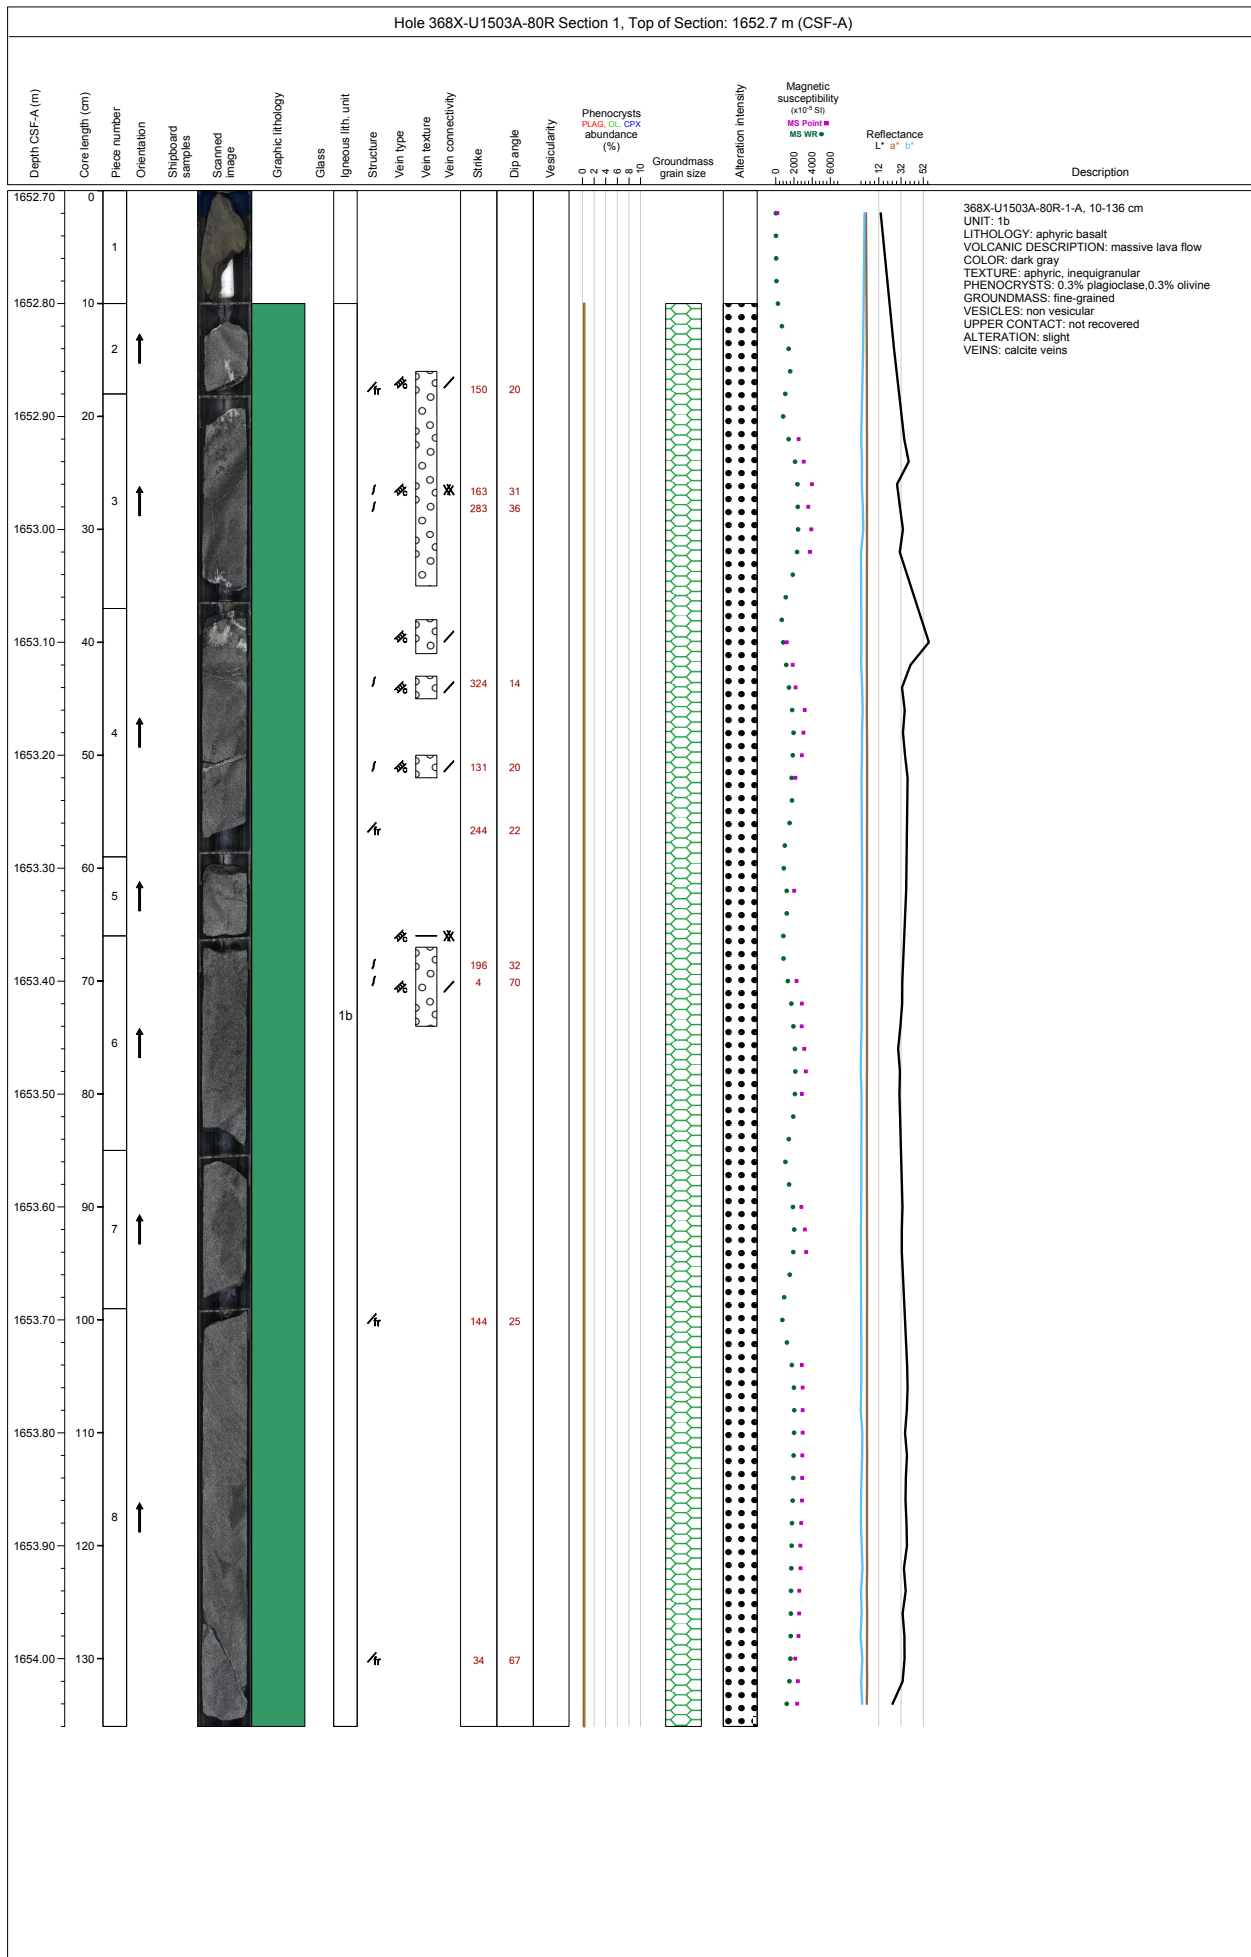 Hole 368X-U1503A-80R Section 1, Top of Section: 1652.7 m (CSF-A)
Depth CSF-A (m)
Core length (cm)
Piece number
Orientation
Shipboard
samples
Scanned
image
Graphic lithology
Glass
Igneous lith. unit
Structure
Vein type
Vein texture
Vein connectivity
Strike
Dip angle
Vesicularity
Phenocrysts
PLAG, OL, CPX
abundance
(%)
0 2 4 6 8 10
Groundmass
grain size
Alteration intensity
Magnetic
susceptibility
(x10-5 SI)
MS Point
MS WR
0 2000 4000 6000
Reflectance
L* a* b*
12 32 52
Description
1652.70 0
1
1652.80 10
2
fr 150 20
1652.90 20
163 31
3
283 36
1653.00 30
1653.10 40
324 14
4
1653.20 50
131 20
fr 244 22
1653.30 60
5
196 32
1653.40 70
4 70
1b
6
1653.50 80
1653.60 90
7
1653.70 100
fr 144 25
1653.80 110
8
1653.90 120
1654.00 130
fr 34 67
368X-U1503A-80R-1-A, 10-136 cm
UNIT: 1b
LITHOLOGY: aphyric basalt
VOLCANIC DESCRIPTION: massive lava flow
COLOR: dark gray
TEXTURE: aphyric, inequigranular
PHENOCRYSTS: 0.3% plagioclase,0.3% olivine
GROUNDMASS: fine-grained
VESICLES: non vesicular
UPPER CONTACT: not recovered
ALTERATION: slight
VEINS: calcite veins